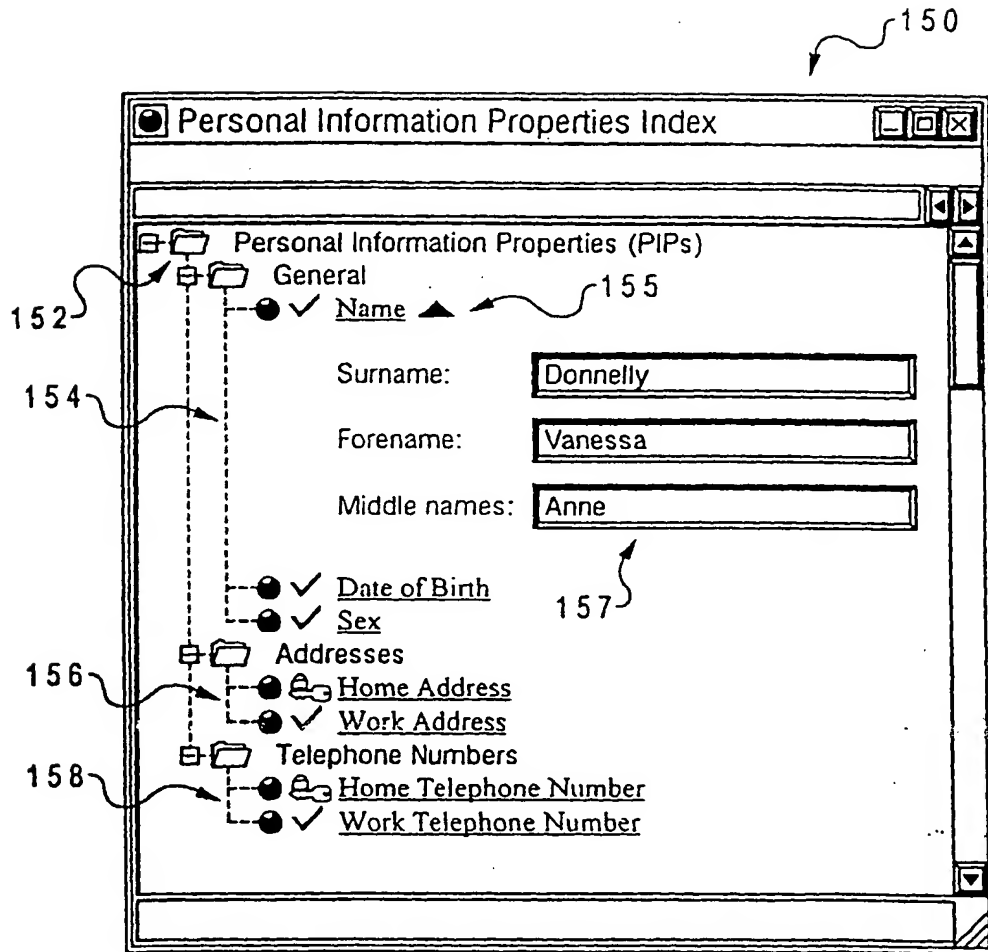 150
Personal Information Properties Index
Personal Information Properties (PIPs)
152
General
Name
155
154
Surname: Donnelly
Forename: Vanessa
Middle names: Anne
157
Date of Birth
Sex
Addresses
156
Home Address
Work Address
Telephone Numbers
158
Home Telephone Number
Work Telephone Number